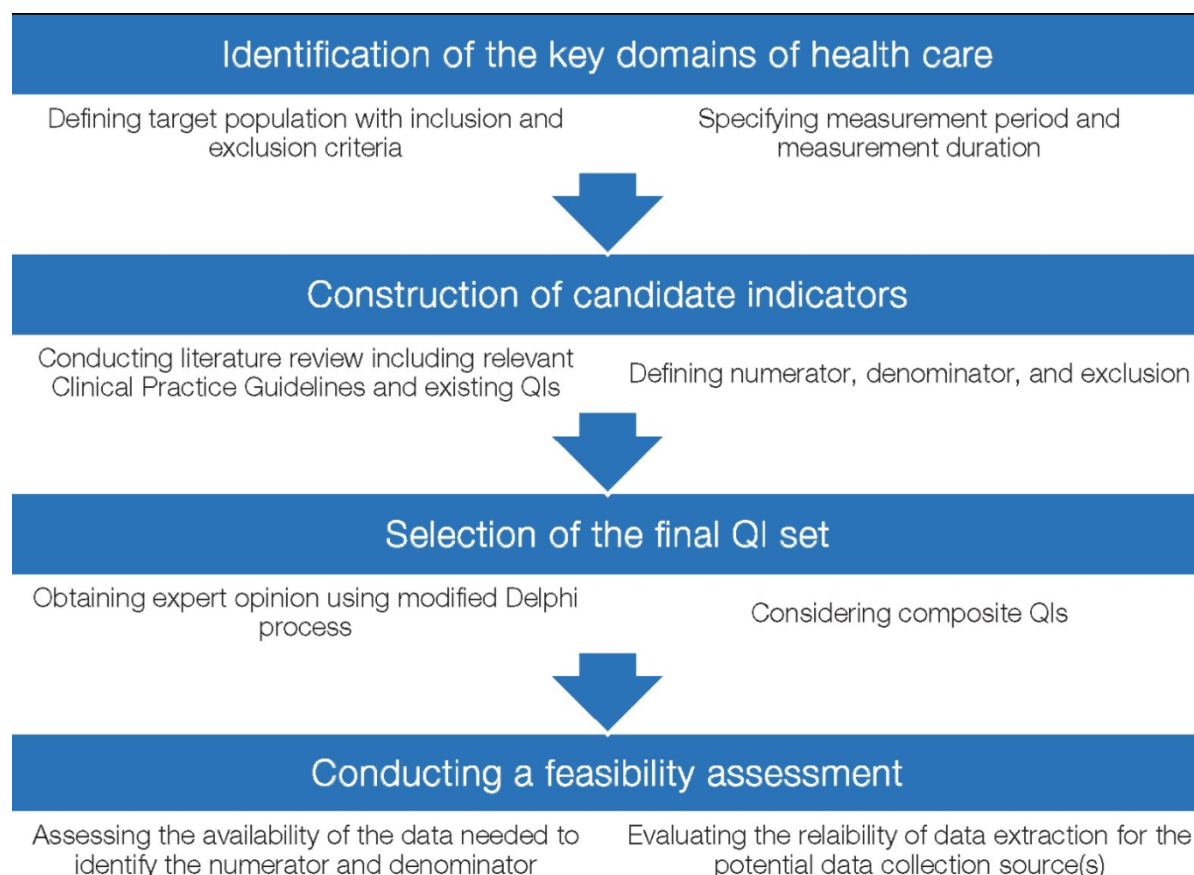 Identification of the key domains of health care
Defining target population with inclusion and
exclusion criteria
Specifying measurement period and
measurement duration
Construction of candidate indicators
Conducting literature review including relevant
Clinical Practice Guidelines and existing QIs
Defining numerator, denominator, and exclusion
Selection of the final QI set
Obtaining expert opinion using modified Delphi
process
Considering composite QIs
Conducting a feasibility assessment
Assessing the availability of the data needed to
identify the numerator and denominator
Evaluating the relaibility of data extraction for the
potential data collection source(s)